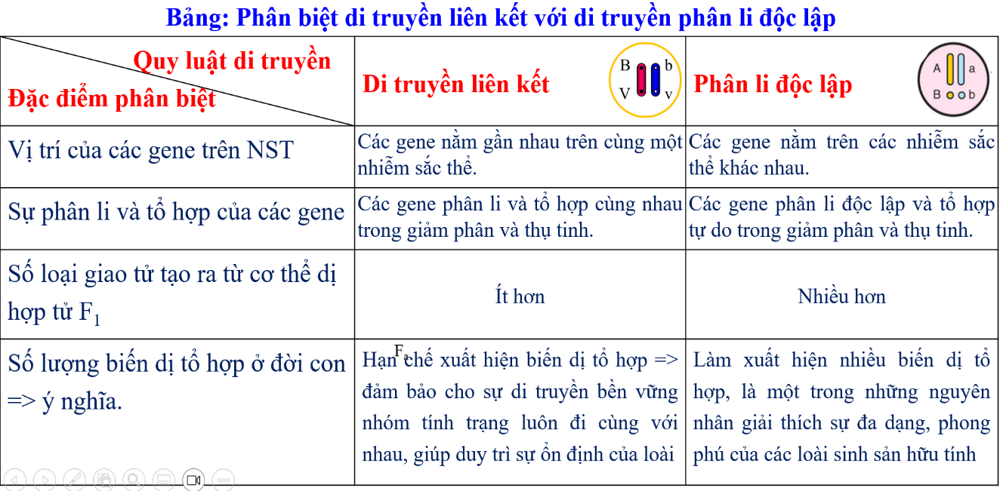 Bảng: Phân biệt di truyền liên kết với di truyền phân li độc lập
Quy luật di truyền
Đặc điểm phân biệt
Di truyền liên kết
B b
V v
Phân li độc lập
A a
B b
Vị trí của các gene trên NST
Các gene nằm gần nhau trên cùng một
nhiễm sắc thể.
Các gene nằm trên các nhiễm sắc
thể khác nhau.
Sự phân li và tổ hợp của các gene
Các gene phân li và tổ hợp cùng nhau
trong giảm phân và thụ tinh.
Các gene phân li độc lập và tổ hợp
tự do trong giảm phân và thụ tinh.
Số loại giao tử tạo ra từ cơ thể dị
hợp tử F₁
Ít hơn
Nhiều hơn
Số lượng biến dị tổ hợp ở đời con
=> ý nghĩa.
F
Hạn chế xuất hiện biến dị tổ hợp =>
đảm bảo cho sự di truyền bền vững
nhóm tính trạng luôn đi cùng với
nhau, giúp duy trì sự ổn định của loài
Làm xuất hiện nhiều biến dị tổ
hợp, là một trong những nguyên
nhân giải thích sự đa dạng, phong
phú của các loài sinh sản hữu tính